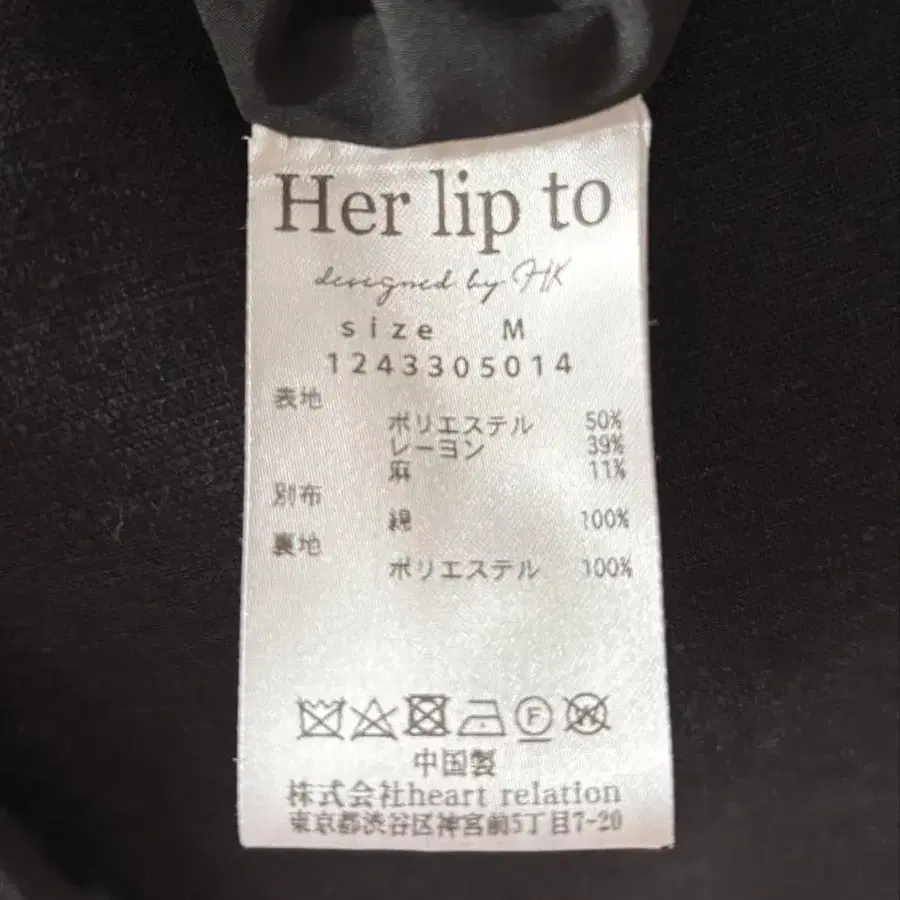 Her lip to
designed by HK
size M
1243305014
表地
ポリエステル 50%
レーヨン 39%
麻 11%
別布
綿 100%
裏地
ポリエステル 100%
F W
中国製
株式会社heart relation
東京都渋谷区神宮前5丁目7-20